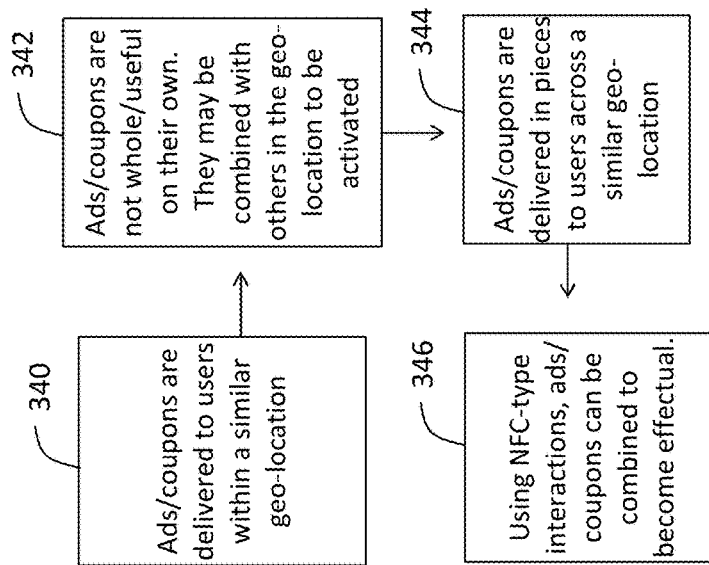 340
Ads/coupons are
delivered to users
within a similar
geo-location
342
Ads/coupons are
not whole/useful
on their own.
They may be
combined with
others in the geo-
location to be
activated
344
Ads/coupons are
delivered in pieces
to users across a
similar geo-
location
346
Using NFC-type
interactions, ads/
coupons can be
combined to
become effectual.